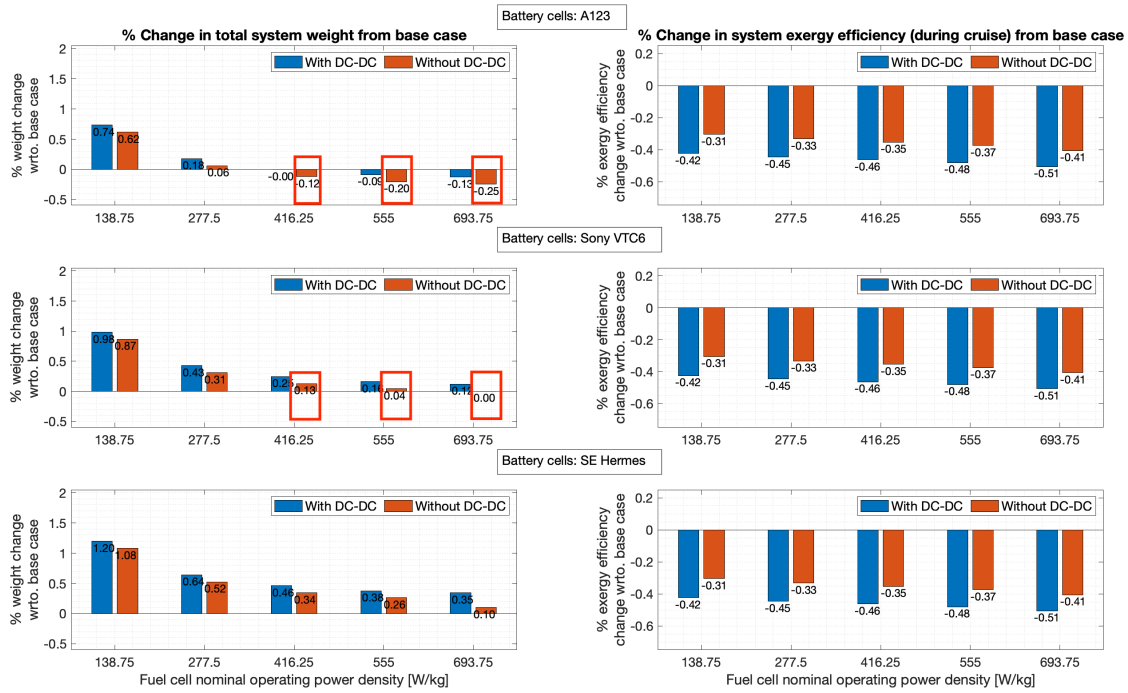 Battery cells: A123
% Change in total system weight from base case
% weight change
wrto. base case
2
1.5
1
0.5
0
-0.5
With DC-DC Without DC-DC
0.74 0.62 0.18 0.06 -0.00 -0.12 -0.09 -0.20 -0.13 -0.25
138.75 277.5 416.25 555 693.75
% Change in system exergy efficiency (during cruise) from base case
% exergy efficiency
change wrto. base case
0.2
0
-0.2
-0.4
-0.6
With DC-DC Without DC-DC
-0.42 -0.31 -0.45 -0.33 -0.46 -0.35 -0.48 -0.37 -0.51 -0.41
138.75 277.5 416.25 555 693.75
Battery cells: Sony VTC6
% weight change
wrto. base case
2
1.5
1
0.5
0
-0.5
With DC-DC Without DC-DC
0.98 0.87 0.43 0.31 0.25 0.13 0.16 0.04 0.12 0.00
138.75 277.5 416.25 555 693.75
% exergy efficiency
change wrto. base case
0.2
0
-0.2
-0.4
-0.6
With DC-DC Without DC-DC
-0.42 -0.31 -0.45 -0.33 -0.46 -0.35 -0.48 -0.37 -0.51 -0.41
138.75 277.5 416.25 555 693.75
Battery cells: SE Hermes
% weight change
wrto. base case
2
1.5
1
0.5
0
-0.5
With DC-DC Without DC-DC
1.20 1.08 0.64 0.52 0.46 0.34 0.38 0.26 0.35 0.10
138.75 277.5 416.25 555 693.75
Fuel cell nominal operating power density [W/kg]
% exergy efficiency
change wrto. base case
0.2
0
-0.2
-0.4
-0.6
With DC-DC Without DC-DC
-0.42 -0.31 -0.45 -0.33 -0.46 -0.35 -0.48 -0.37 -0.51 -0.41
138.75 277.5 416.25 555 693.75
Fuel cell nominal operating power density [W/kg]